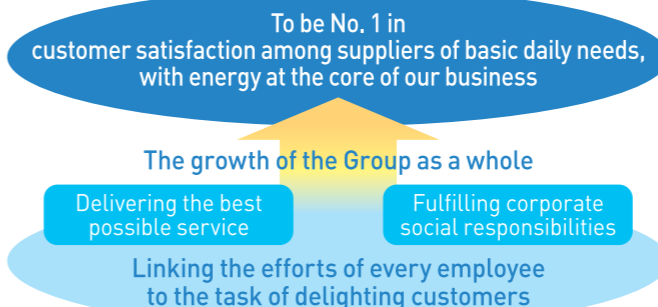 To be No. 1 in
customer satisfaction among suppliers of basic daily needs,
with energy at the core of our business
The growth of the Group as a whole
Delivering the best
possible service
Fulfilling corporate
social responsibilities
Linking the efforts of every employee
to the task of delighting customers